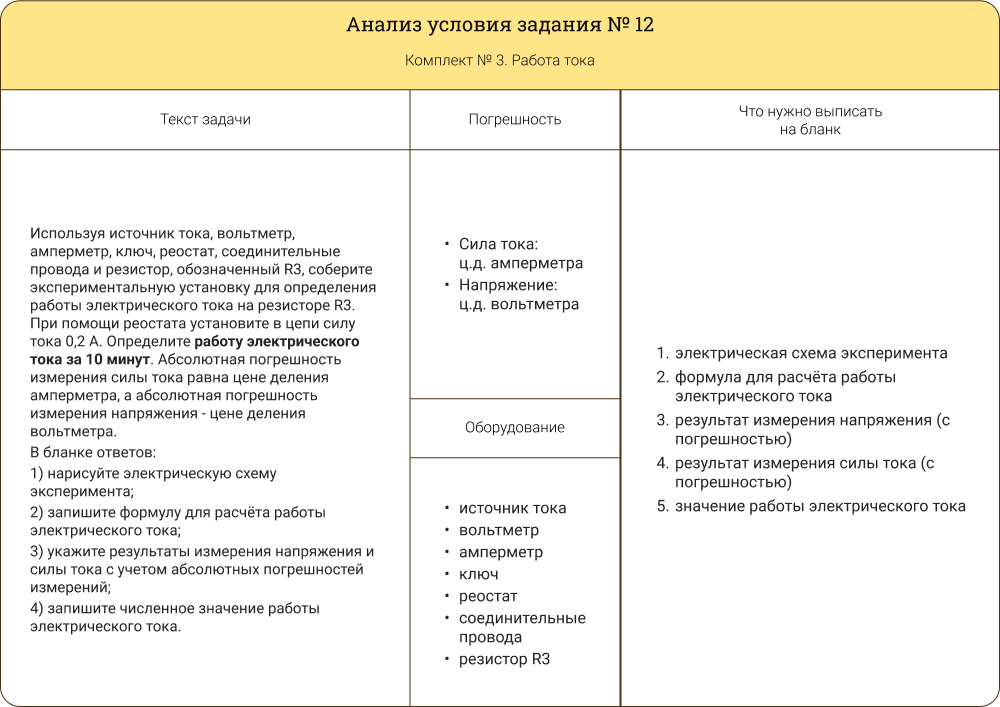 Анализ условия задания № 12
Комплект № 3. Работа тока
Текст задачи
Используя источник тока, вольтметр,
амперметр, ключ, реостат, соединительные
провода и резистор, обозначенный R3, соберите
экспериментальную установку для определения
работы электрического тока на резисторе R3.
При помощи реостата установите в цепи силу
тока 0,2 А. Определите работу электрического
тока за 10 минут. Абсолютная погрешность
измерения силы тока равна цене деления
амперметра, а абсолютная погрешность
измерения напряжения - цене деления
вольтметра.
В бланке ответов:
1) нарисуйте электрическую схему
эксперимента;
2) запишите формулу для расчёта работы
электрического тока;
3) укажите результаты измерения напряжения и
силы тока с учетом абсолютных погрешностей
измерений;
4) запишите численное значение работы
электрического тока.
Погрешность
• Сила тока:
ц.д. амперметра
• Напряжение:
ц.д. вольтметра
Оборудование
• источник тока
• вольтметр
• амперметр
• ключ
• реостат
• соединительные
провода
• резистор R3
Что нужно выписать
на бланк
1. электрическая схема эксперимента
2. формула для расчёта работы
электрического тока
3. результат измерения напряжения (с
погрешностью)
4. результат измерения силы тока (с
погрешностью)
5. значение работы электрического тока